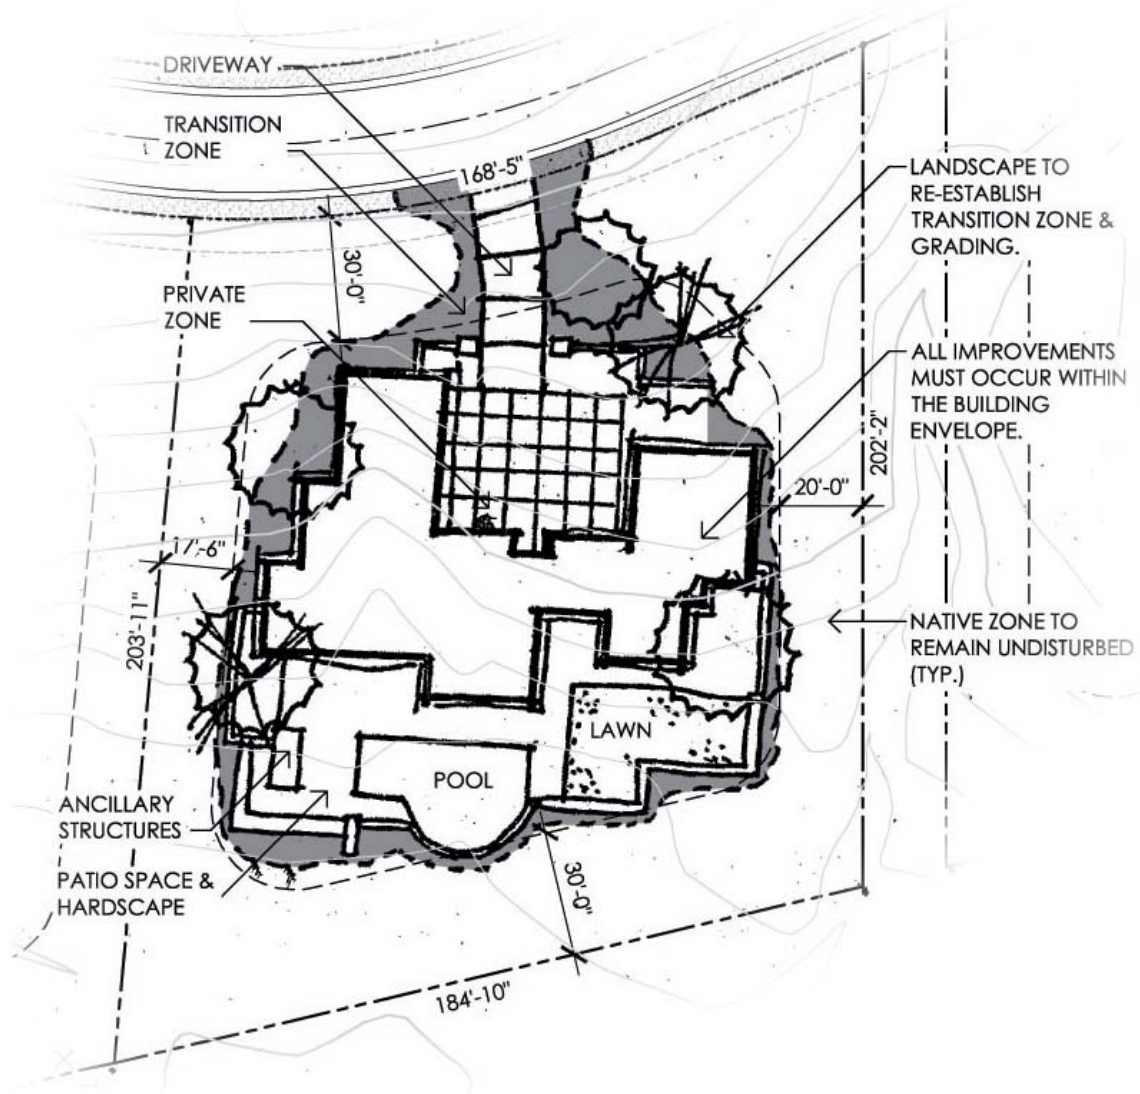 DRIVEWAY
TRANSITION
ZONE
168'-5"
LANDSCAPE TO
RE-ESTABLISH
TRANSITION ZONE &
GRADING.
30'-0"
PRIVATE
ZONE
ALL IMPROVEMENTS
MUST OCCUR WITHIN
THE BUILDING
ENVELOPE.
202'-2"
20'-0"
17'-6"
203'-11"
NATIVE ZONE TO
REMAIN UNDISTURBED
(TYP.)
LAWN
POOL
ANCILLARY
STRUCTURES
PATIO SPACE &
HARDSCAPE
30'-0"
184'-10"